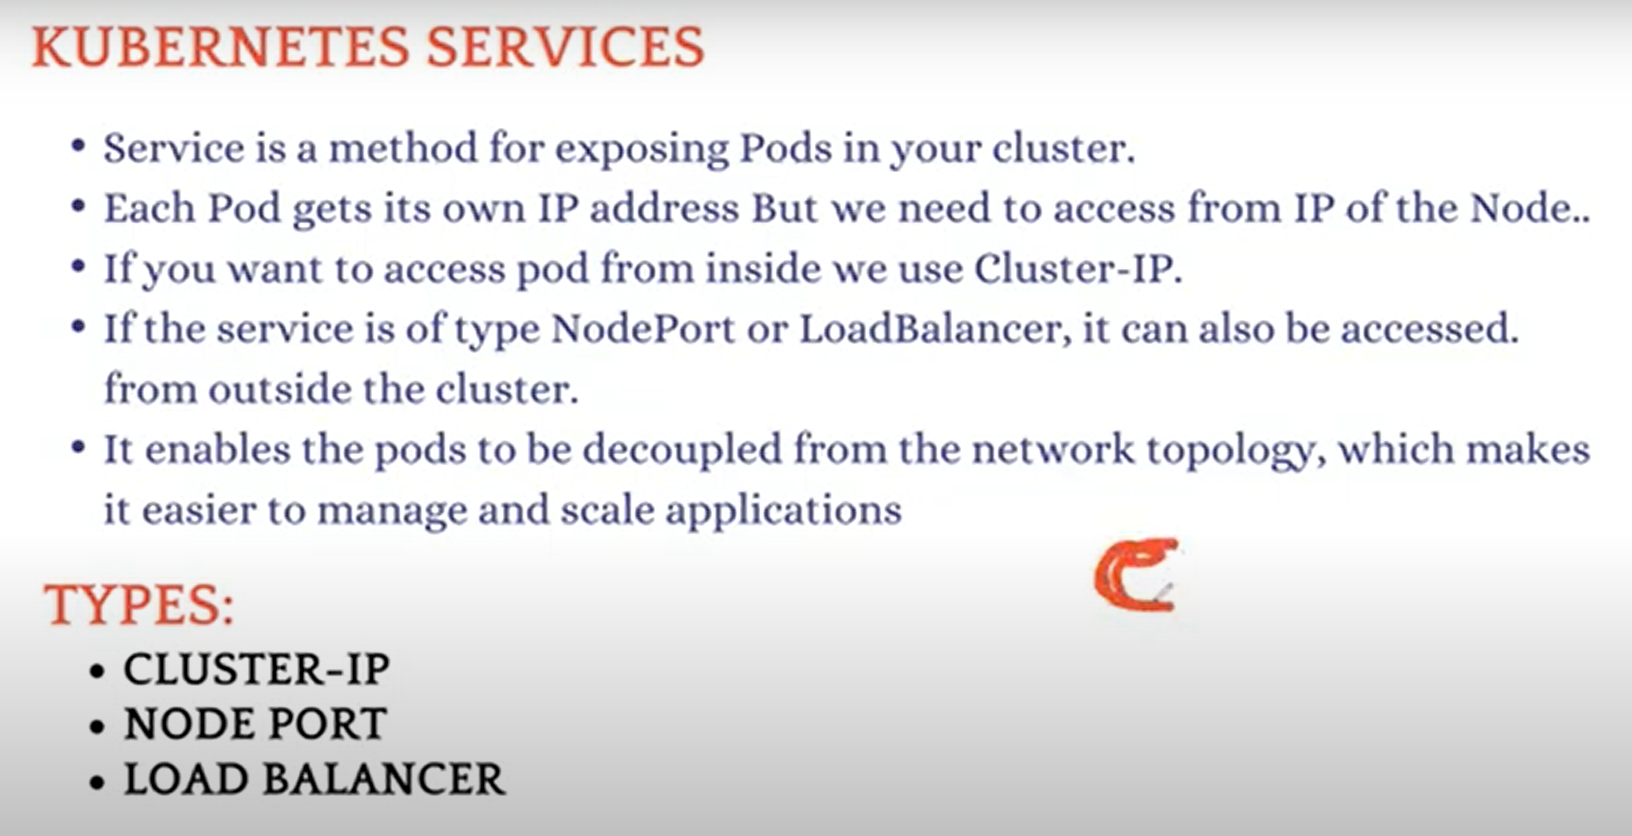 KUBERNETES SERVICES
• Service is a method for exposing Pods in your cluster.
• Each Pod gets its own IP address But we need to access from IP of the Node..
• If you want to access pod from inside we use Cluster-IP.
• If the service is of type NodePort or LoadBalancer, it can also be accessed.
from outside the cluster.
• It enables the pods to be decoupled from the network topology, which makes
it easier to manage and scale applications
TYPES:
• CLUSTER-IP
• NODE PORT
• LOAD BALANCER